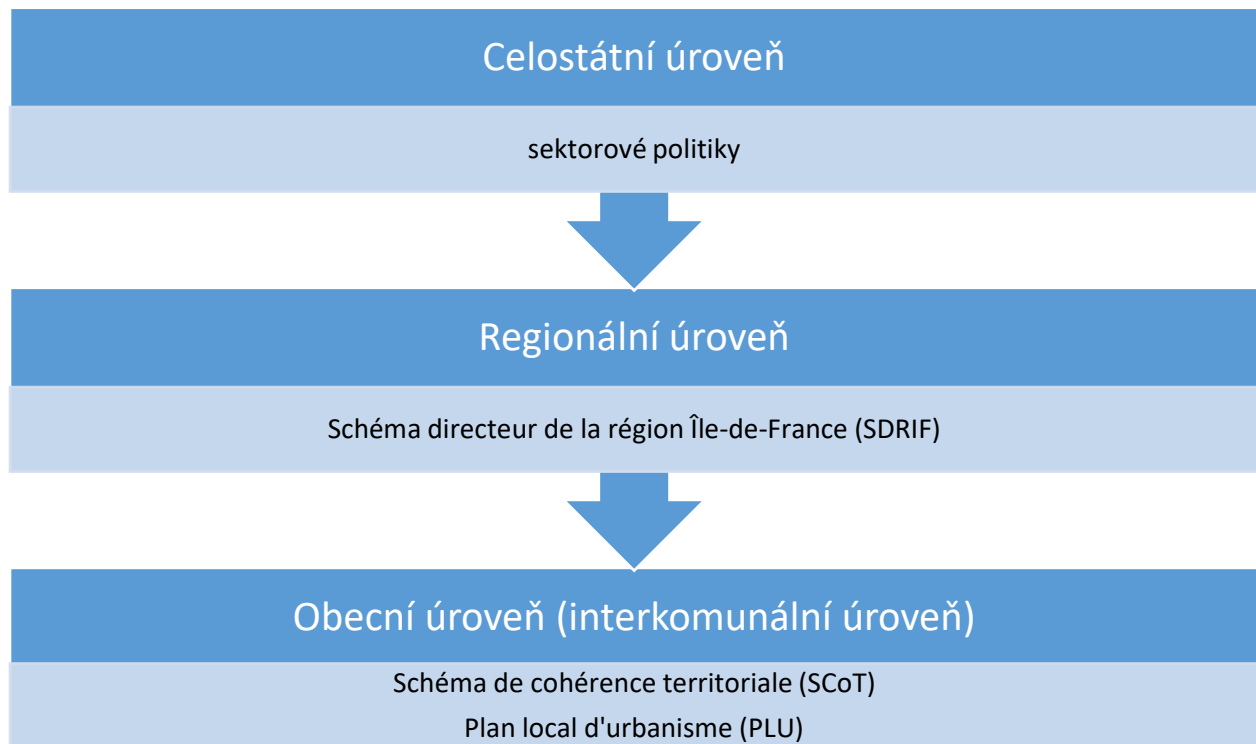 Celostátní úroveň
sektorové politiky
Regionální úroveň
Schéma directeur de la région Île-de-France (SDRIF)
Obecní úroveň (interkomunální úroveň)
Schéma de cohérence territoriale (SCoT)
Plan local d'urbanisme (PLU)